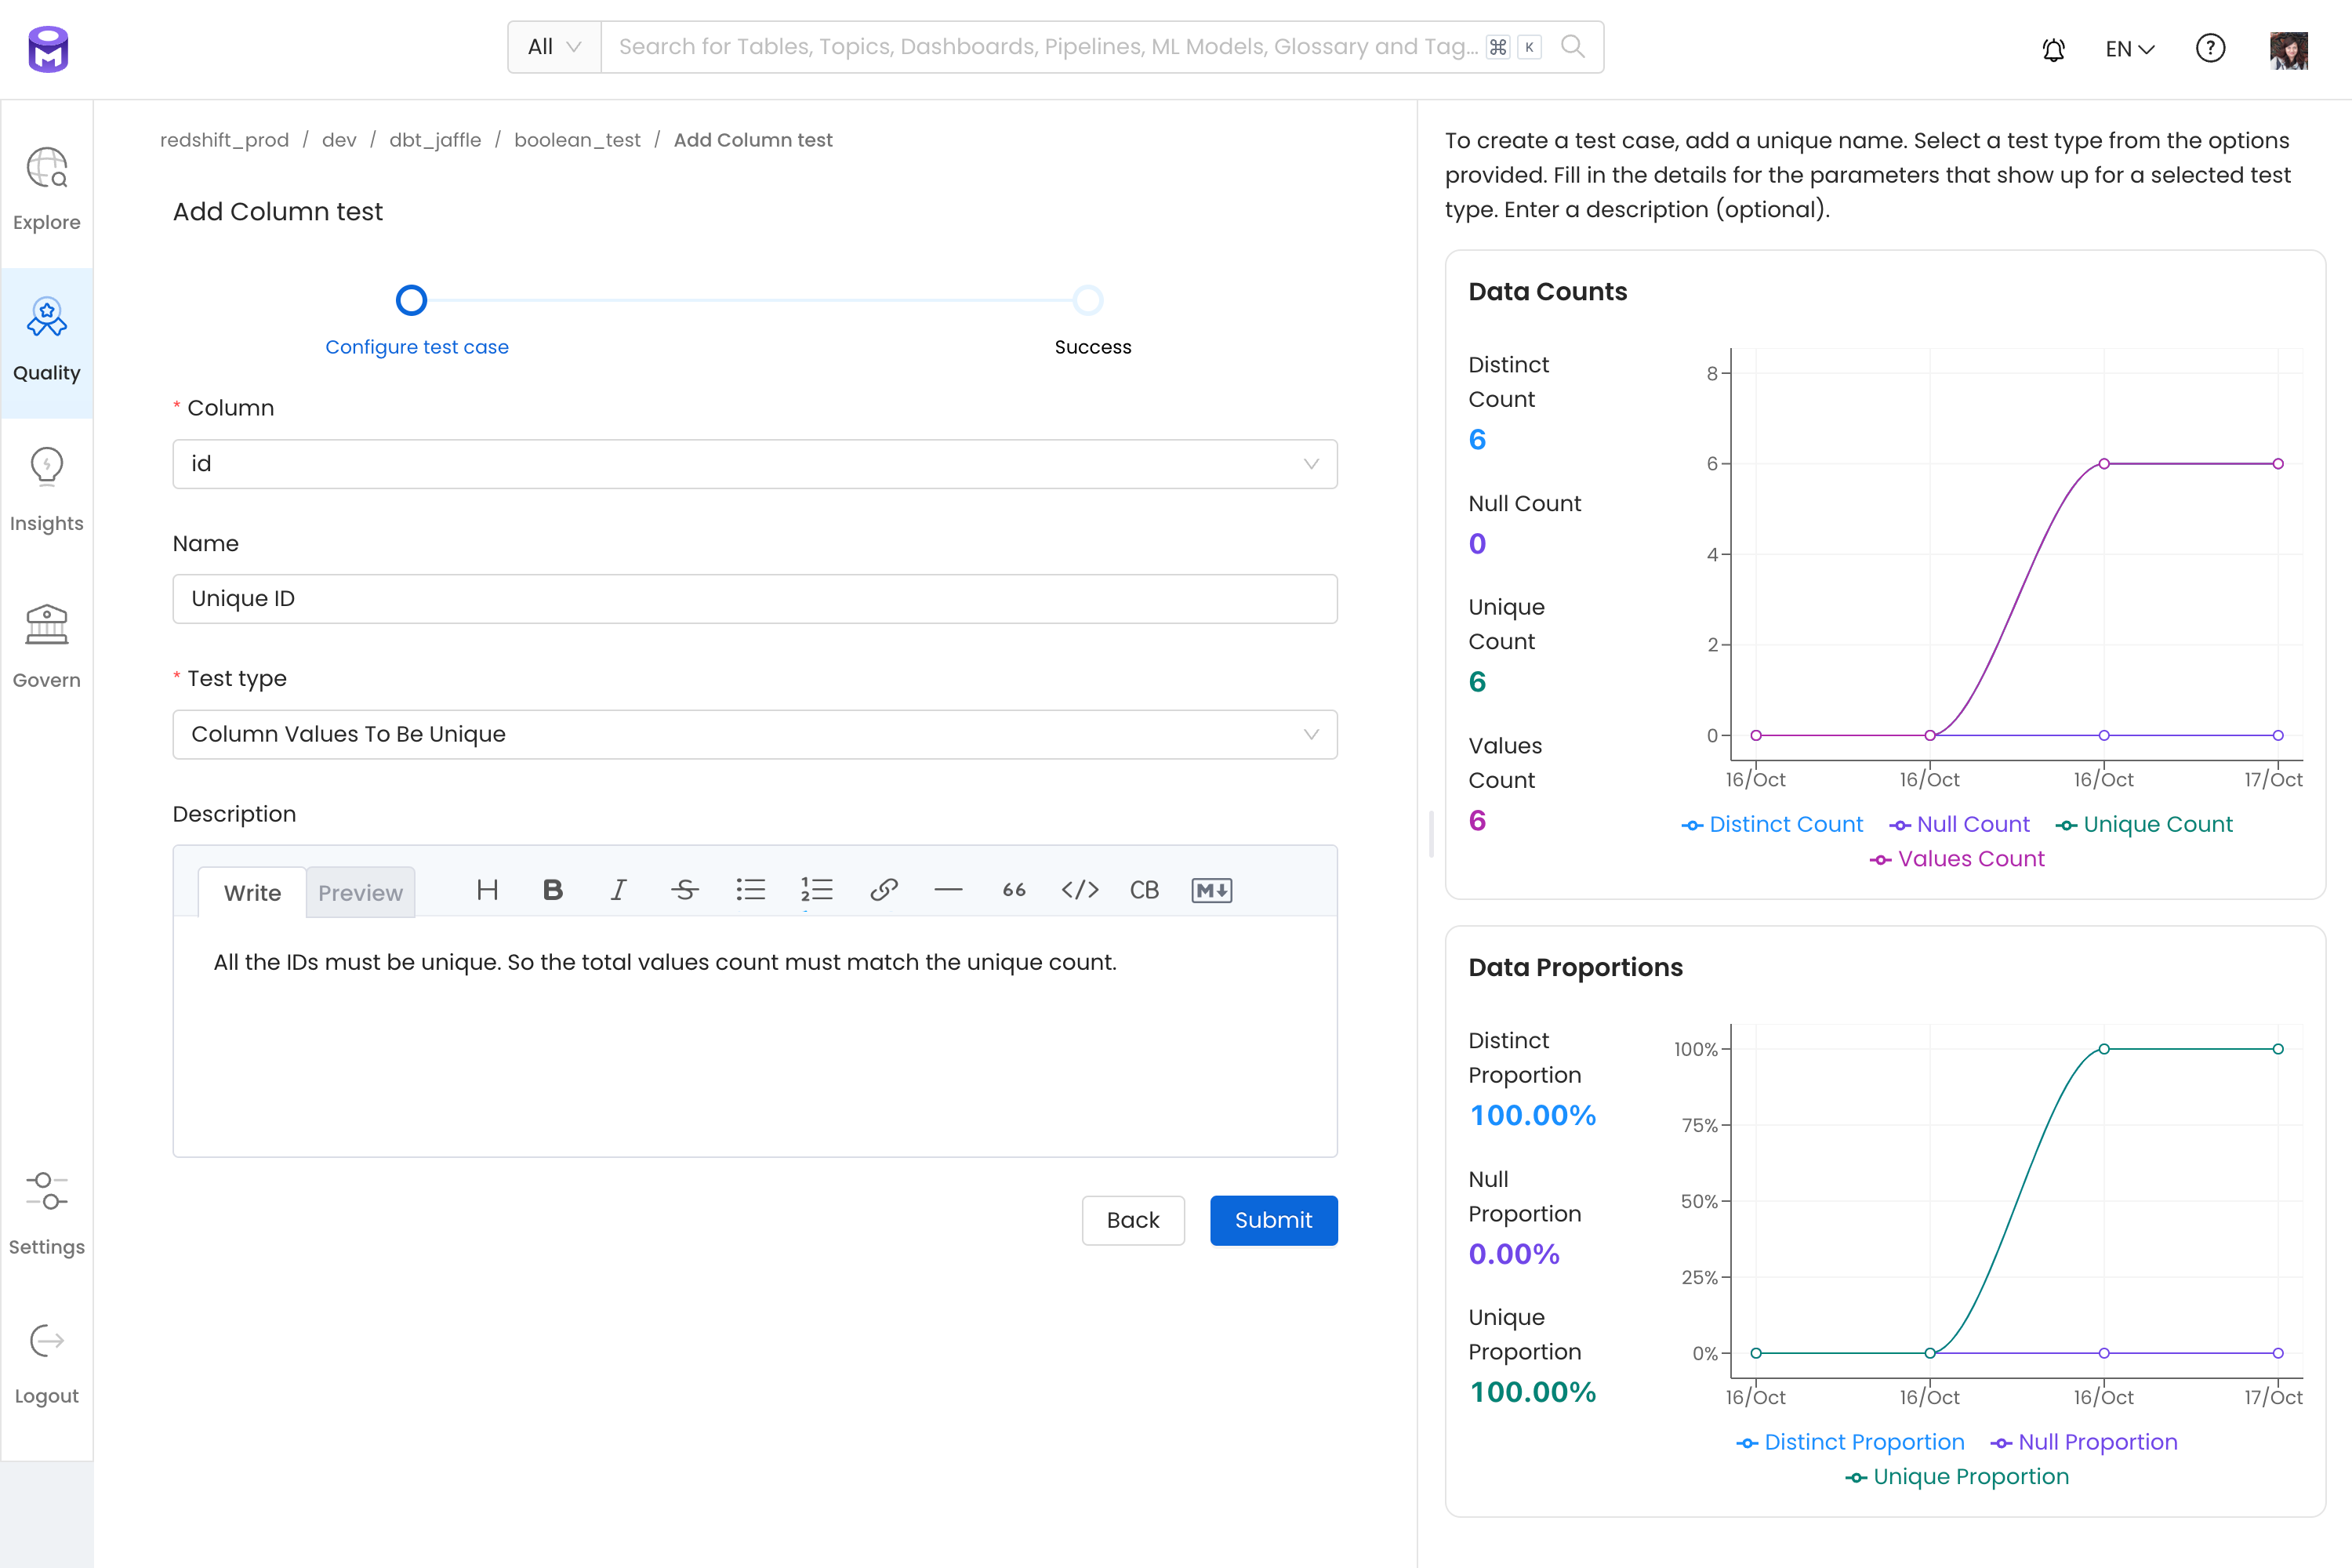 All
Search for Tables, Topics, Dashboards, Pipelines, ML Models, Glossary and Tag...
⌘ K
EN
?
Explore
Quality
Insights
Govern
Settings
Logout
redshift_prod / dev / dbt_jaffle / boolean_test / Add Column test
Add Column test
Configure test case
Success
* Column
id
Name
Unique ID
* Test type
Column Values To Be Unique
Description
Write
Preview
H B I S 66 </> CB M
All the IDs must be unique. So the total values count must match the unique count.
Back
Submit
To create a test case, add a unique name. Select a test type from the options
provided. Fill in the details for the parameters that show up for a selected test
type. Enter a description (optional).
Data Counts
Distinct
Count
6
Null Count
0
Unique
Count
6
Values
Count
6
8
6
4
2
0
16/Oct
16/Oct
16/Oct
17/Oct
Distinct Count
Null Count
Unique Count
Values Count
Data Proportions
Distinct
Proportion
100.00%
Null
Proportion
0.00%
Unique
Proportion
100.00%
100%
75%
50%
25%
0%
16/Oct
16/Oct
16/Oct
17/Oct
Distinct Proportion
Null Proportion
Unique Proportion